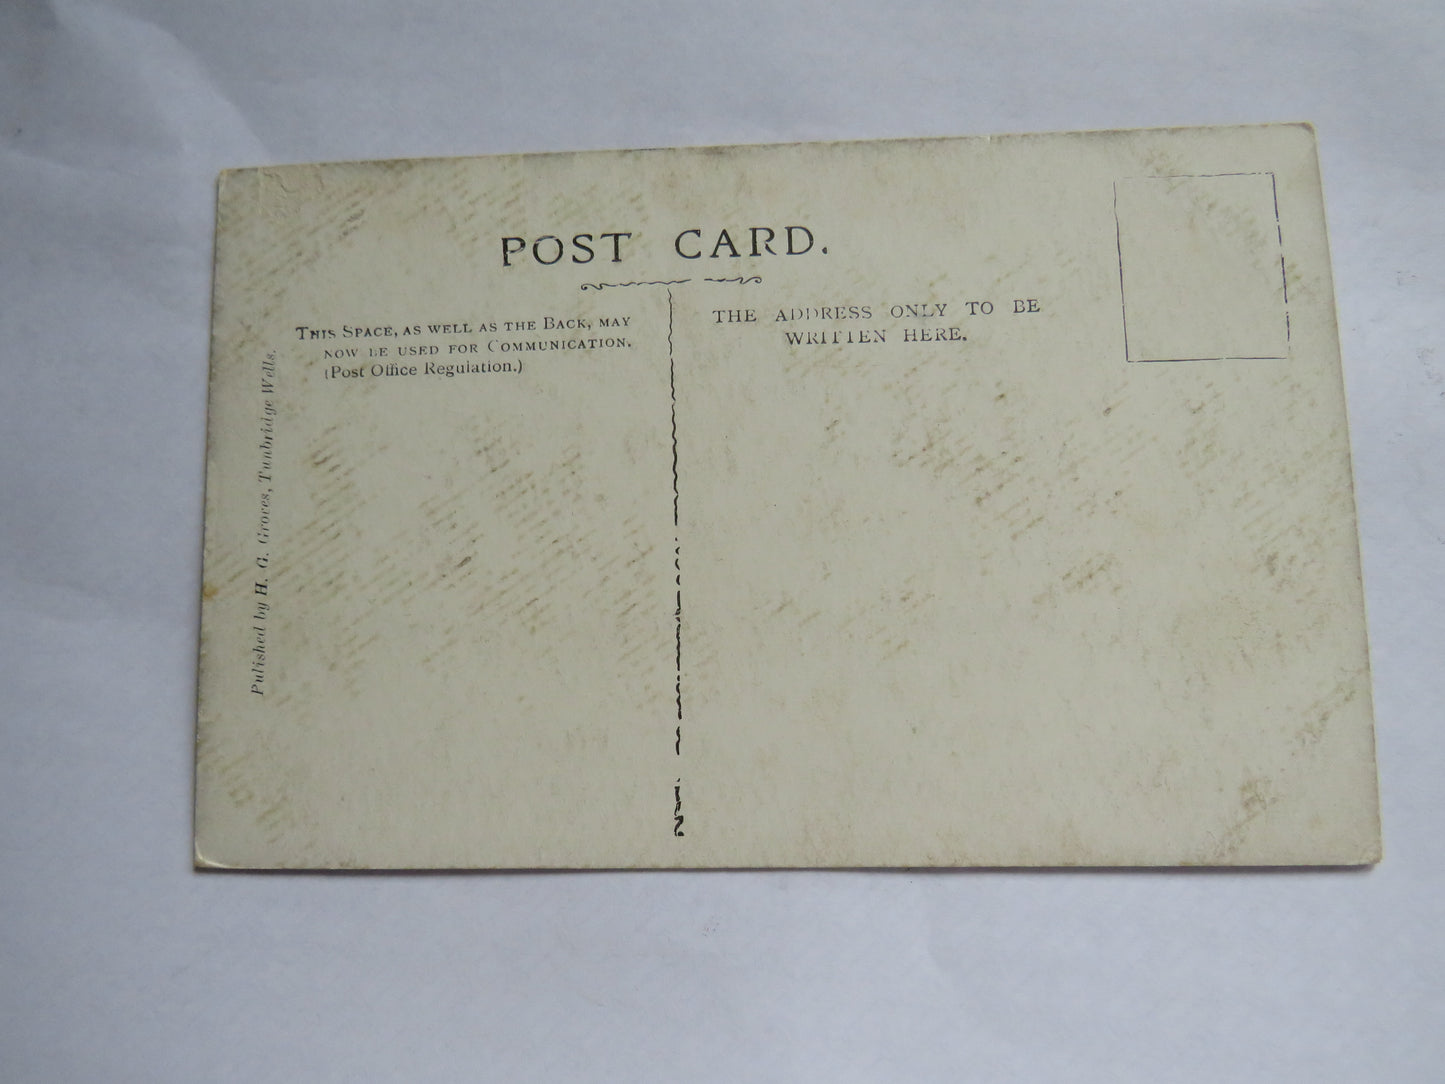 POST CARD.
THIS SPACE, AS WELL AS THE BACK, MAY
NOW BE USED FOR COMMUNICATION.
(Post Office Regulation.)
THE ADDRESS ONLY TO BE
WRITTEN HERE.
Published by H. G. Groves, Tunbridge Wells.